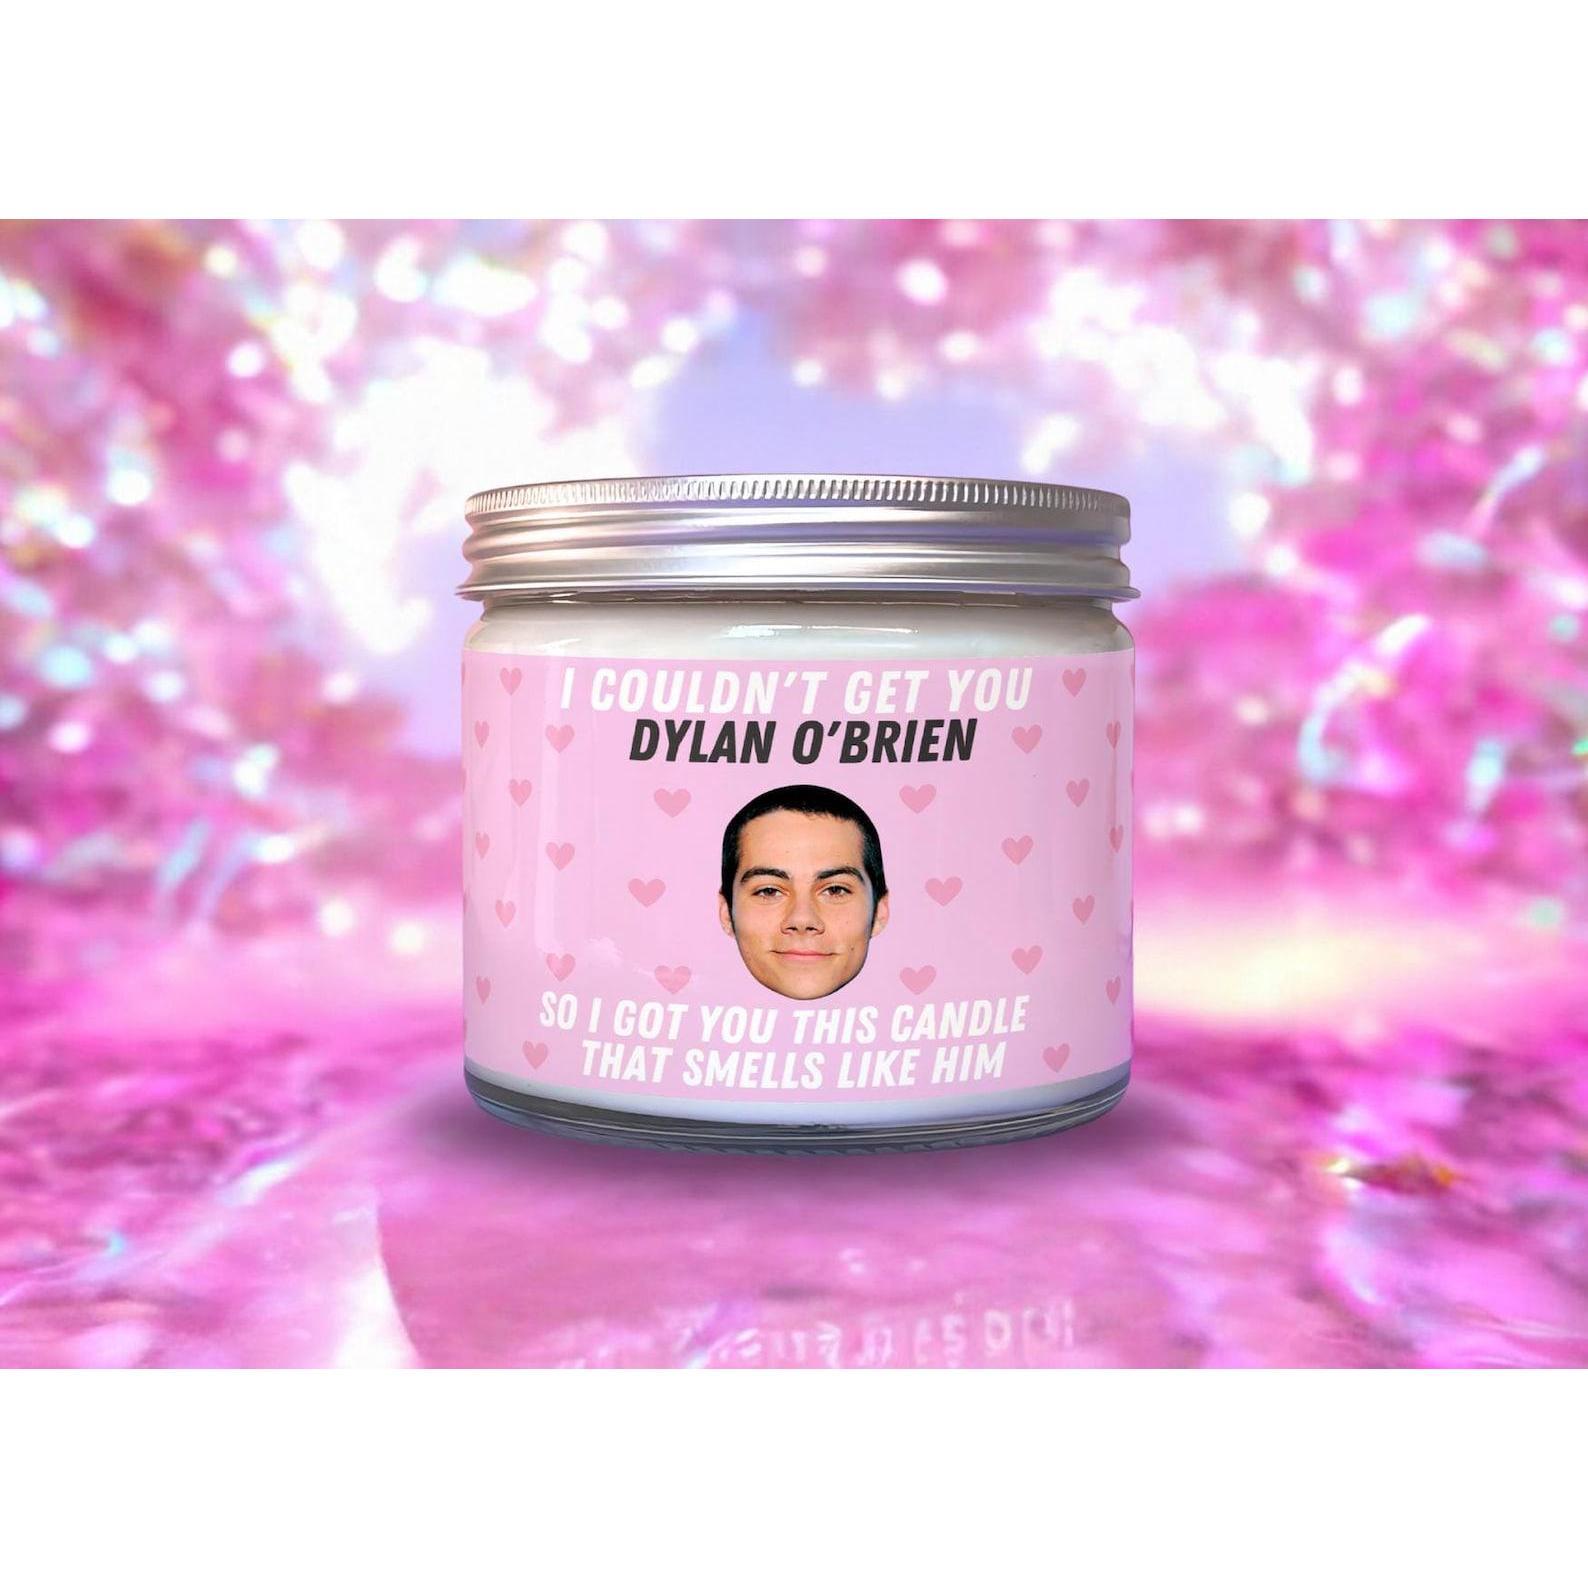 I COULDN'T GET YOU
DYLAN O'BRIEN
SO I GOT YOU THIS CANDLE
THAT SMELLS LIKE HIM